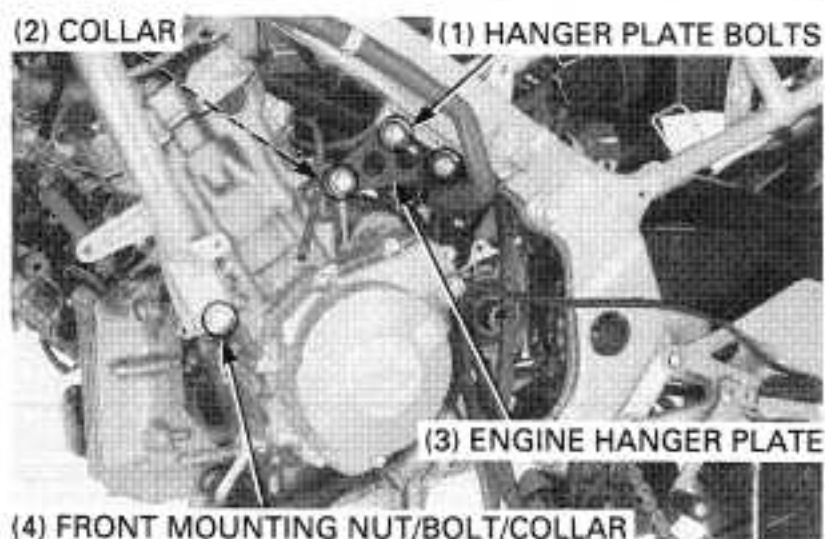 (2) COLLAR
(1) HANGER PLATE BOLTS
(3) ENGINE HANGER PLATE
(4) FRONT MOUNTING NUT/BOLT/COLLAR